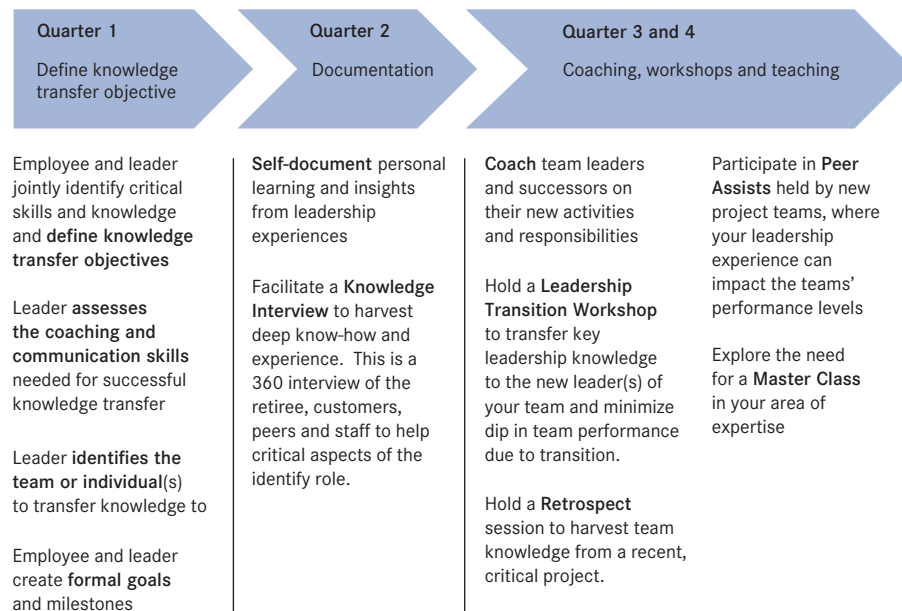 Quarter 1
Define knowledge
transfer objective
Quarter 2
Documentation
Quarter 3 and 4
Coaching, workshops and teaching
Employee and leader
jointly identify critical
skills and knowledge
and define knowledge
transfer objectives
Leader assesses
the coaching and
communication skills
needed for successful
knowledge transfer
Leader identifies the
team or individual(s)
to transfer knowledge to
Employee and leader
create formal goals
and milestones
Self-document personal
learning and insights
from leadership
experiences
Facilitate a Knowledge
Interview to harvest
deep know-how and
experience. This is a
360 interview of the
retiree, customers,
peers and staff to help
critical aspects of the
identify role.
Coach team leaders
and successors on
their new activities
and responsibilities
Hold a Leadership
Transition Workshop
to transfer key
leadership knowledge
to the new leader(s) of
your team and minimize
dip in team performance
due to transition.
Hold a Retrospect
session to harvest team
knowledge from a recent,
critical project.
Participate in Peer
Assists held by new
project teams, where
your leadership
experience can
impact the teams'
performance levels
Explore the need
for a Master Class
in your area of
expertise